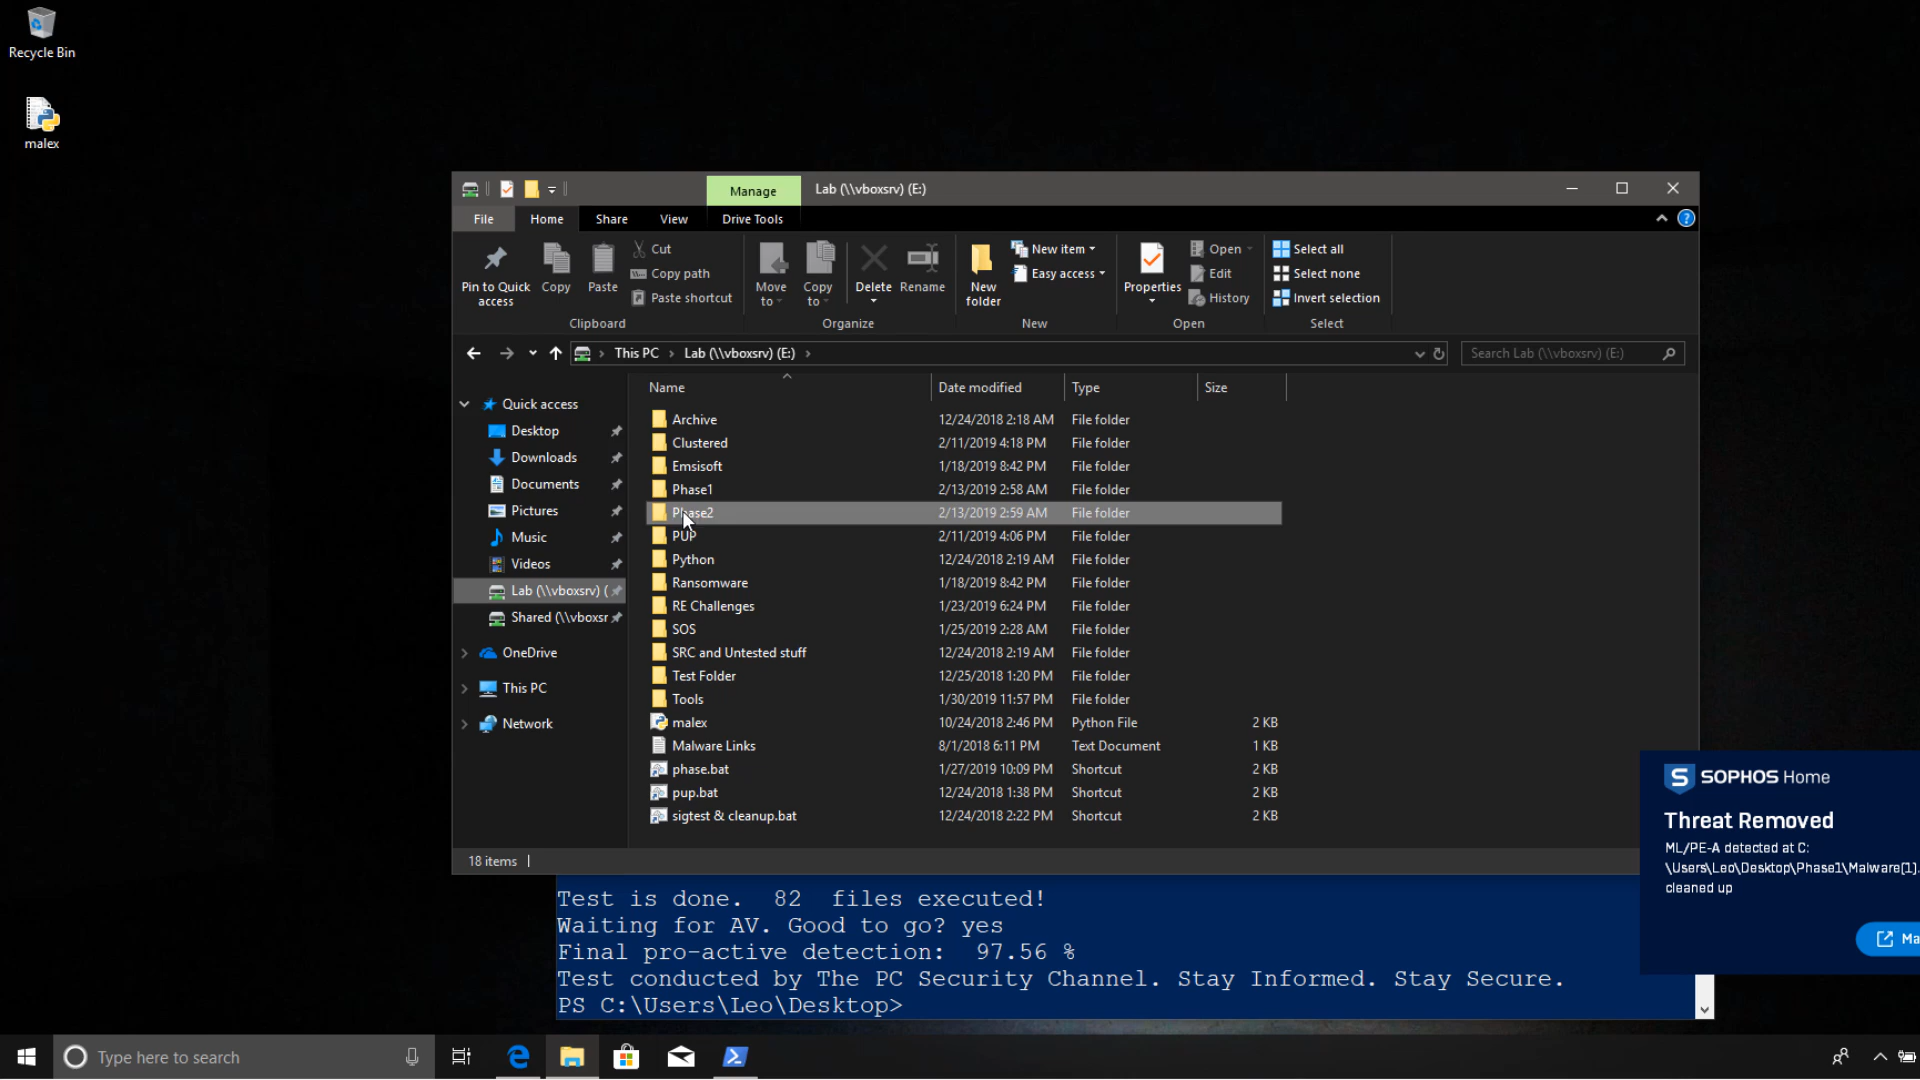 Recycle Bin
malex
Manage
Lab (\\vboxsrv) (E:)
File
Home
Share
View
Drive Tools
Pin to Quick access
Copy
Paste
Cut
Copy path
Paste shortcut
Clipboard
Move to
Copy to
Delete
Rename
Organize
New folder
New item
Easy access
New
Properties
Open
Edit
History
Open
Select all
Select none
Invert selection
Select
This PC
Lab (\\vboxsrv) (E:)
Search Lab (\\vboxsrv) (E:)
Name Date modified Type Size
Quick access
Desktop
Downloads
Documents
Pictures
Music
Videos
Lab (\\vboxsrv) (
Shared (\\vboxsr
OneDrive
This PC
Network
Archive 12/24/2018 2:18 AM File folder
Clustered 2/11/2019 4:18 PM File folder
Emsisoft 1/18/2019 8:42 PM File folder
Phase1 2/13/2019 2:58 AM File folder
Phase2 2/13/2019 2:59 AM File folder
PUP 2/11/2019 4:06 PM File folder
Python 12/24/2018 2:19 AM File folder
Ransomware 1/18/2019 8:42 PM File folder
RE Challenges 1/23/2019 6:24 PM File folder
SOS 1/25/2019 2:28 AM File folder
SRC and Untested stuff 12/24/2018 2:19 AM File folder
Test Folder 12/25/2018 1:20 PM File folder
Tools 1/30/2019 11:57 PM File folder
malex 10/24/2018 2:46 PM Python File 2 KB
Malware Links 8/1/2018 6:11 PM Text Document 1 KB
phase.bat 1/27/2019 10:09 PM Shortcut 2 KB
pup.bat 12/24/2018 1:38 PM Shortcut 2 KB
sigtest & cleanup.bat 12/24/2018 2:22 PM Shortcut 2 KB
18 items
SOPHOS Home
Threat Removed
ML/PE-A detected at C:
\Users\Leo\Desktop\Phase1\Malware[1].
cleaned up
Ma
Test is done. 82 files executed!
Waiting for AV. Good to go? yes
Final pro-active detection: 97.56 %
Test conducted by The PC Security Channel. Stay Informed. Stay Secure.
PS C:\Users\Leo\Desktop>
Type here to search